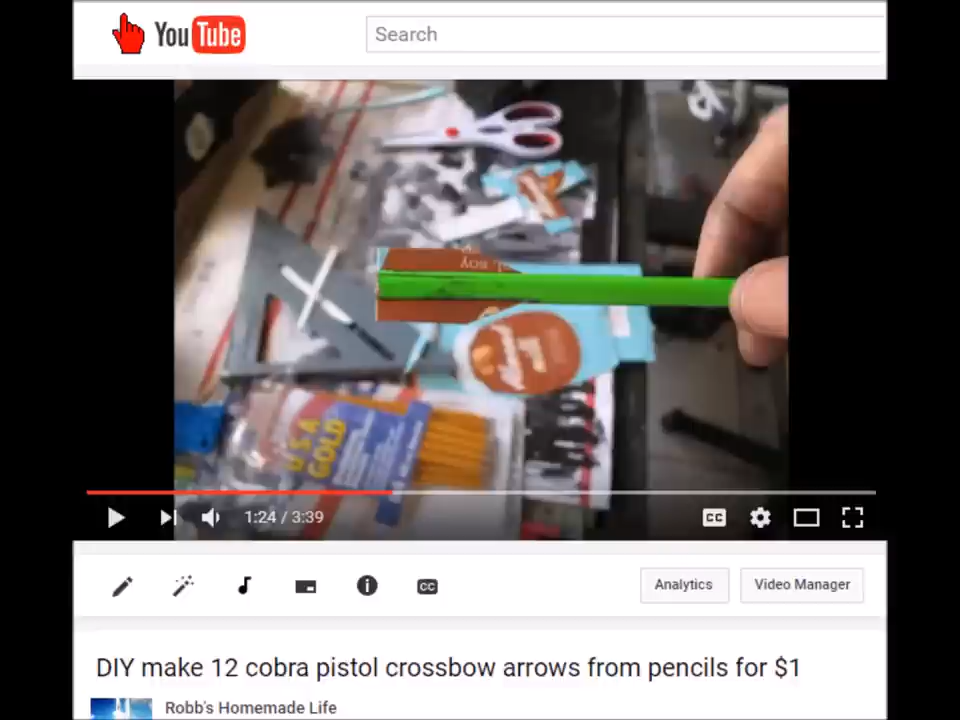 YouTube
Search
USA
GOLD
1:24 / 3:39
CC
CC
Analytics
Video Manager
DIY make 12 cobra pistol crossbow arrows from pencils for $1
Robb's Homemade Life